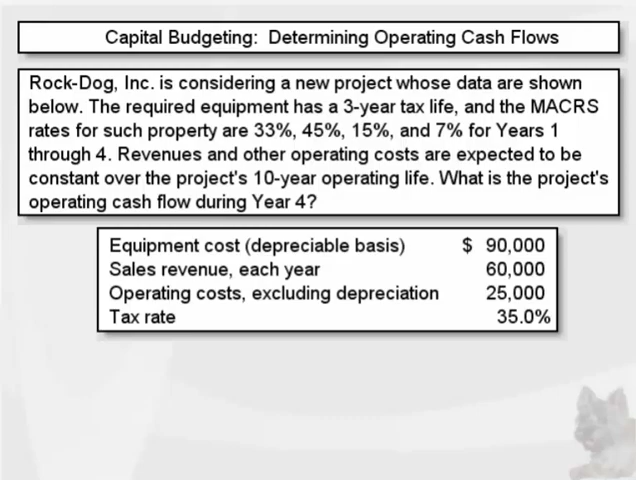 Capital Budgeting: Determining Operating Cash Flows
Rock-Dog, Inc. is considering a new project whose data are shown
below. The required equipment has a 3-year tax life, and the MACRS
rates for such property are 33%, 45%, 15%, and 7% for Years 1
through 4. Revenues and other operating costs are expected to be
constant over the project's 10-year operating life. What is the project's
operating cash flow during Year 4?
Equipment cost (depreciable basis) $ 90,000
Sales revenue, each year 60,000
Operating costs, excluding depreciation 25,000
Tax rate 35.0%